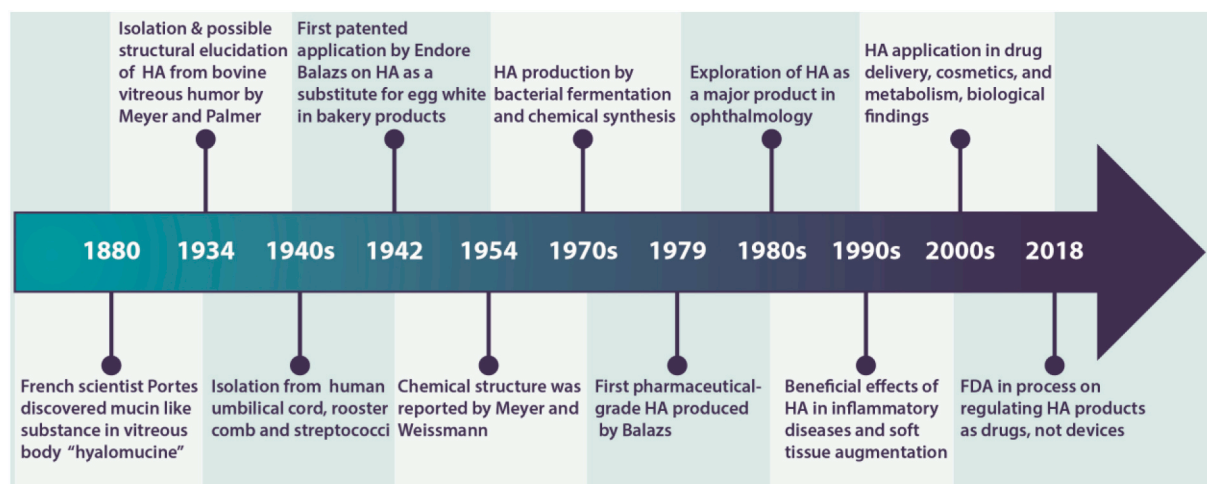 Isolation & possible
structural elucidation
of HA from bovine
vitreous humor by
Meyer and Palmer
First patented
application by Endore
Balazs on HA as a
substitute for egg white
in bakery products
HA production by
bacterial fermentation
and chemical synthesis
Exploration of HA as
a major product in
ophthalmology
HA application in drug
delivery, cosmetics, and
metabolism, biological
findings
1880 1934 1940s 1942 1954 1970s 1979 1980s 1990s 2000s 2018
French scientist Portes
discovered mucin like
substance in vitreous
body "hyalomucine"
Isolation from human
umbilical cord, rooster
comb and streptococci
Chemical structure was
reported by Meyer and
Weissmann
First pharmaceutical-
grade HA produced
by Balazs
Beneficial effects of
HA in inflammatory
diseases and soft
tissue augmentation
FDA in process on
regulating HA products
as drugs, not devices